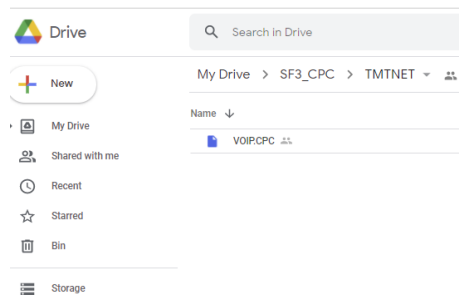 Drive
Search in Drive
New
My Drive > SF3_CPC > TMTNET
Name
My Drive
VOIP.CPC
Shared with me
Recent
Starred
Bin
Storage